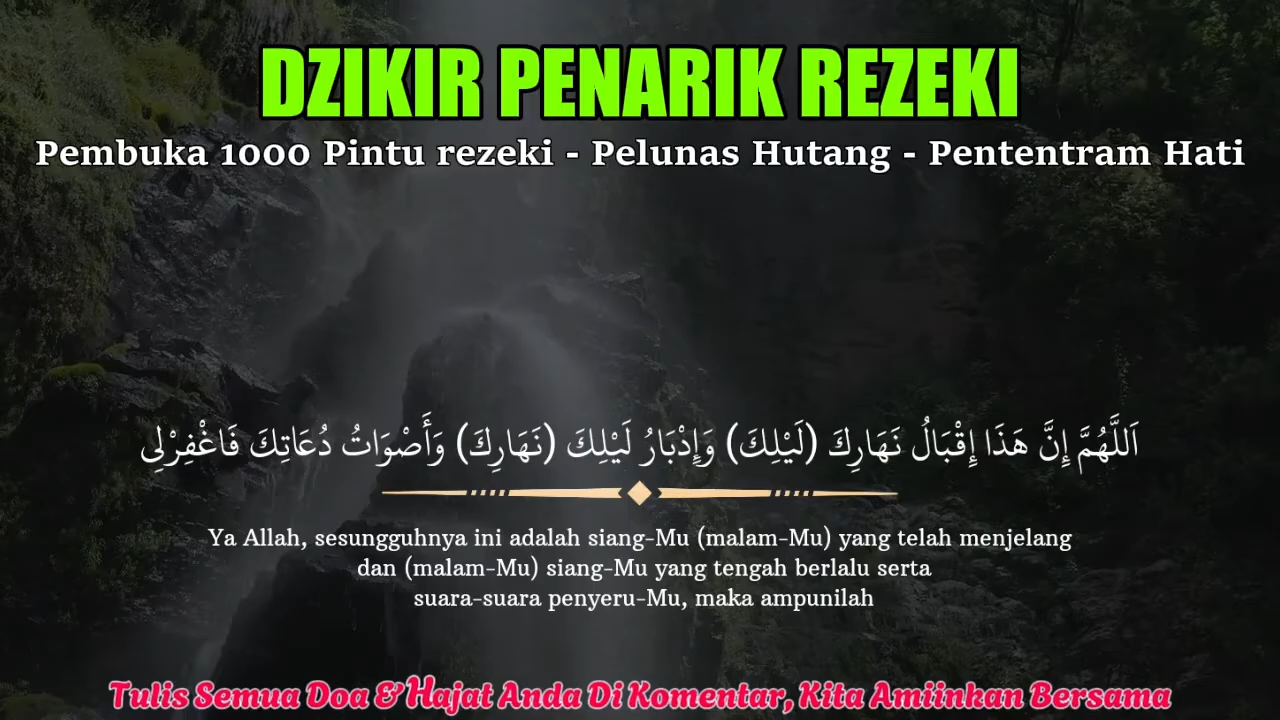 DZIKIR PENARIK REZEKI
Pembuka 1000 Pintu rezeki - Pelunas Hutang - Pententram Hati
اَللَّهُمَّ إِنَّ هَذَا إِقْبَالُ نَهَارِكَ (لَيْلِكَ) وَإِدْبَارُ لَيْلِكَ (نَهَارِكَ) وَأَصْوَاتُ دُعَاتِكَ فَاغْفِرْلِى
Ya Allah, sesungguhnya ini adalah siang-Mu (malam-Mu) yang telah menjelang
dan (malam-Mu) siang-Mu yang tengah berlalu serta
suara-suara penyeru-Mu, maka ampunilah
Tulis Semua Doa & Hajat Anda Di Komentar, Kita Amiinkan Bersama